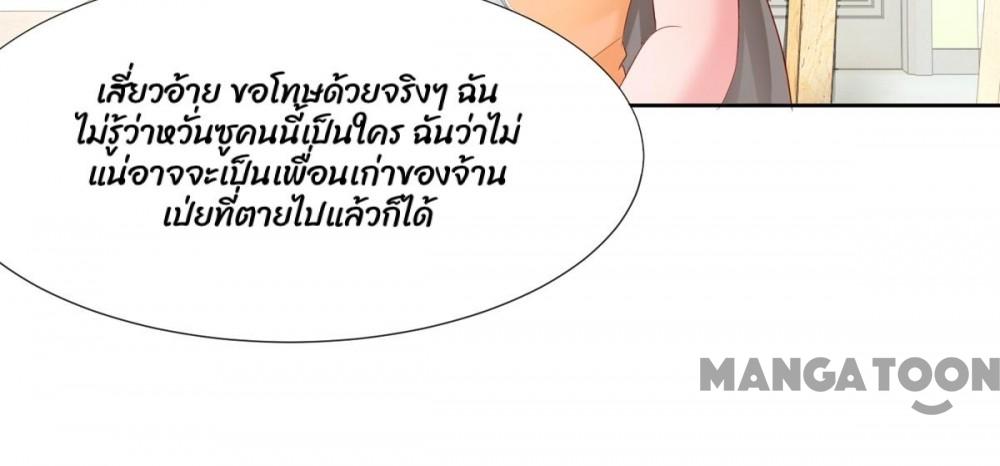 เสี่ยวอ้าย ขอโทษด้วยจริงๆ ฉัน
ไม่รู้ว่าหวั่นซูคนนี้เป็นใคร ฉันว่าไม่
แน่อาจจะเป็นเพื่อนเก่าของจ้าน
เป่ยที่ตายไปแล้วก็ได้
MANGATOON